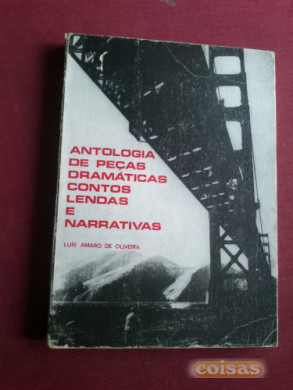 ANTOLOGIA
DE PEÇAS
DRAMÁTICAS
CONTOS
LENDAS
E
NARRATIVAS
LUÍS AMARO DE OLIVEIRA
coisas